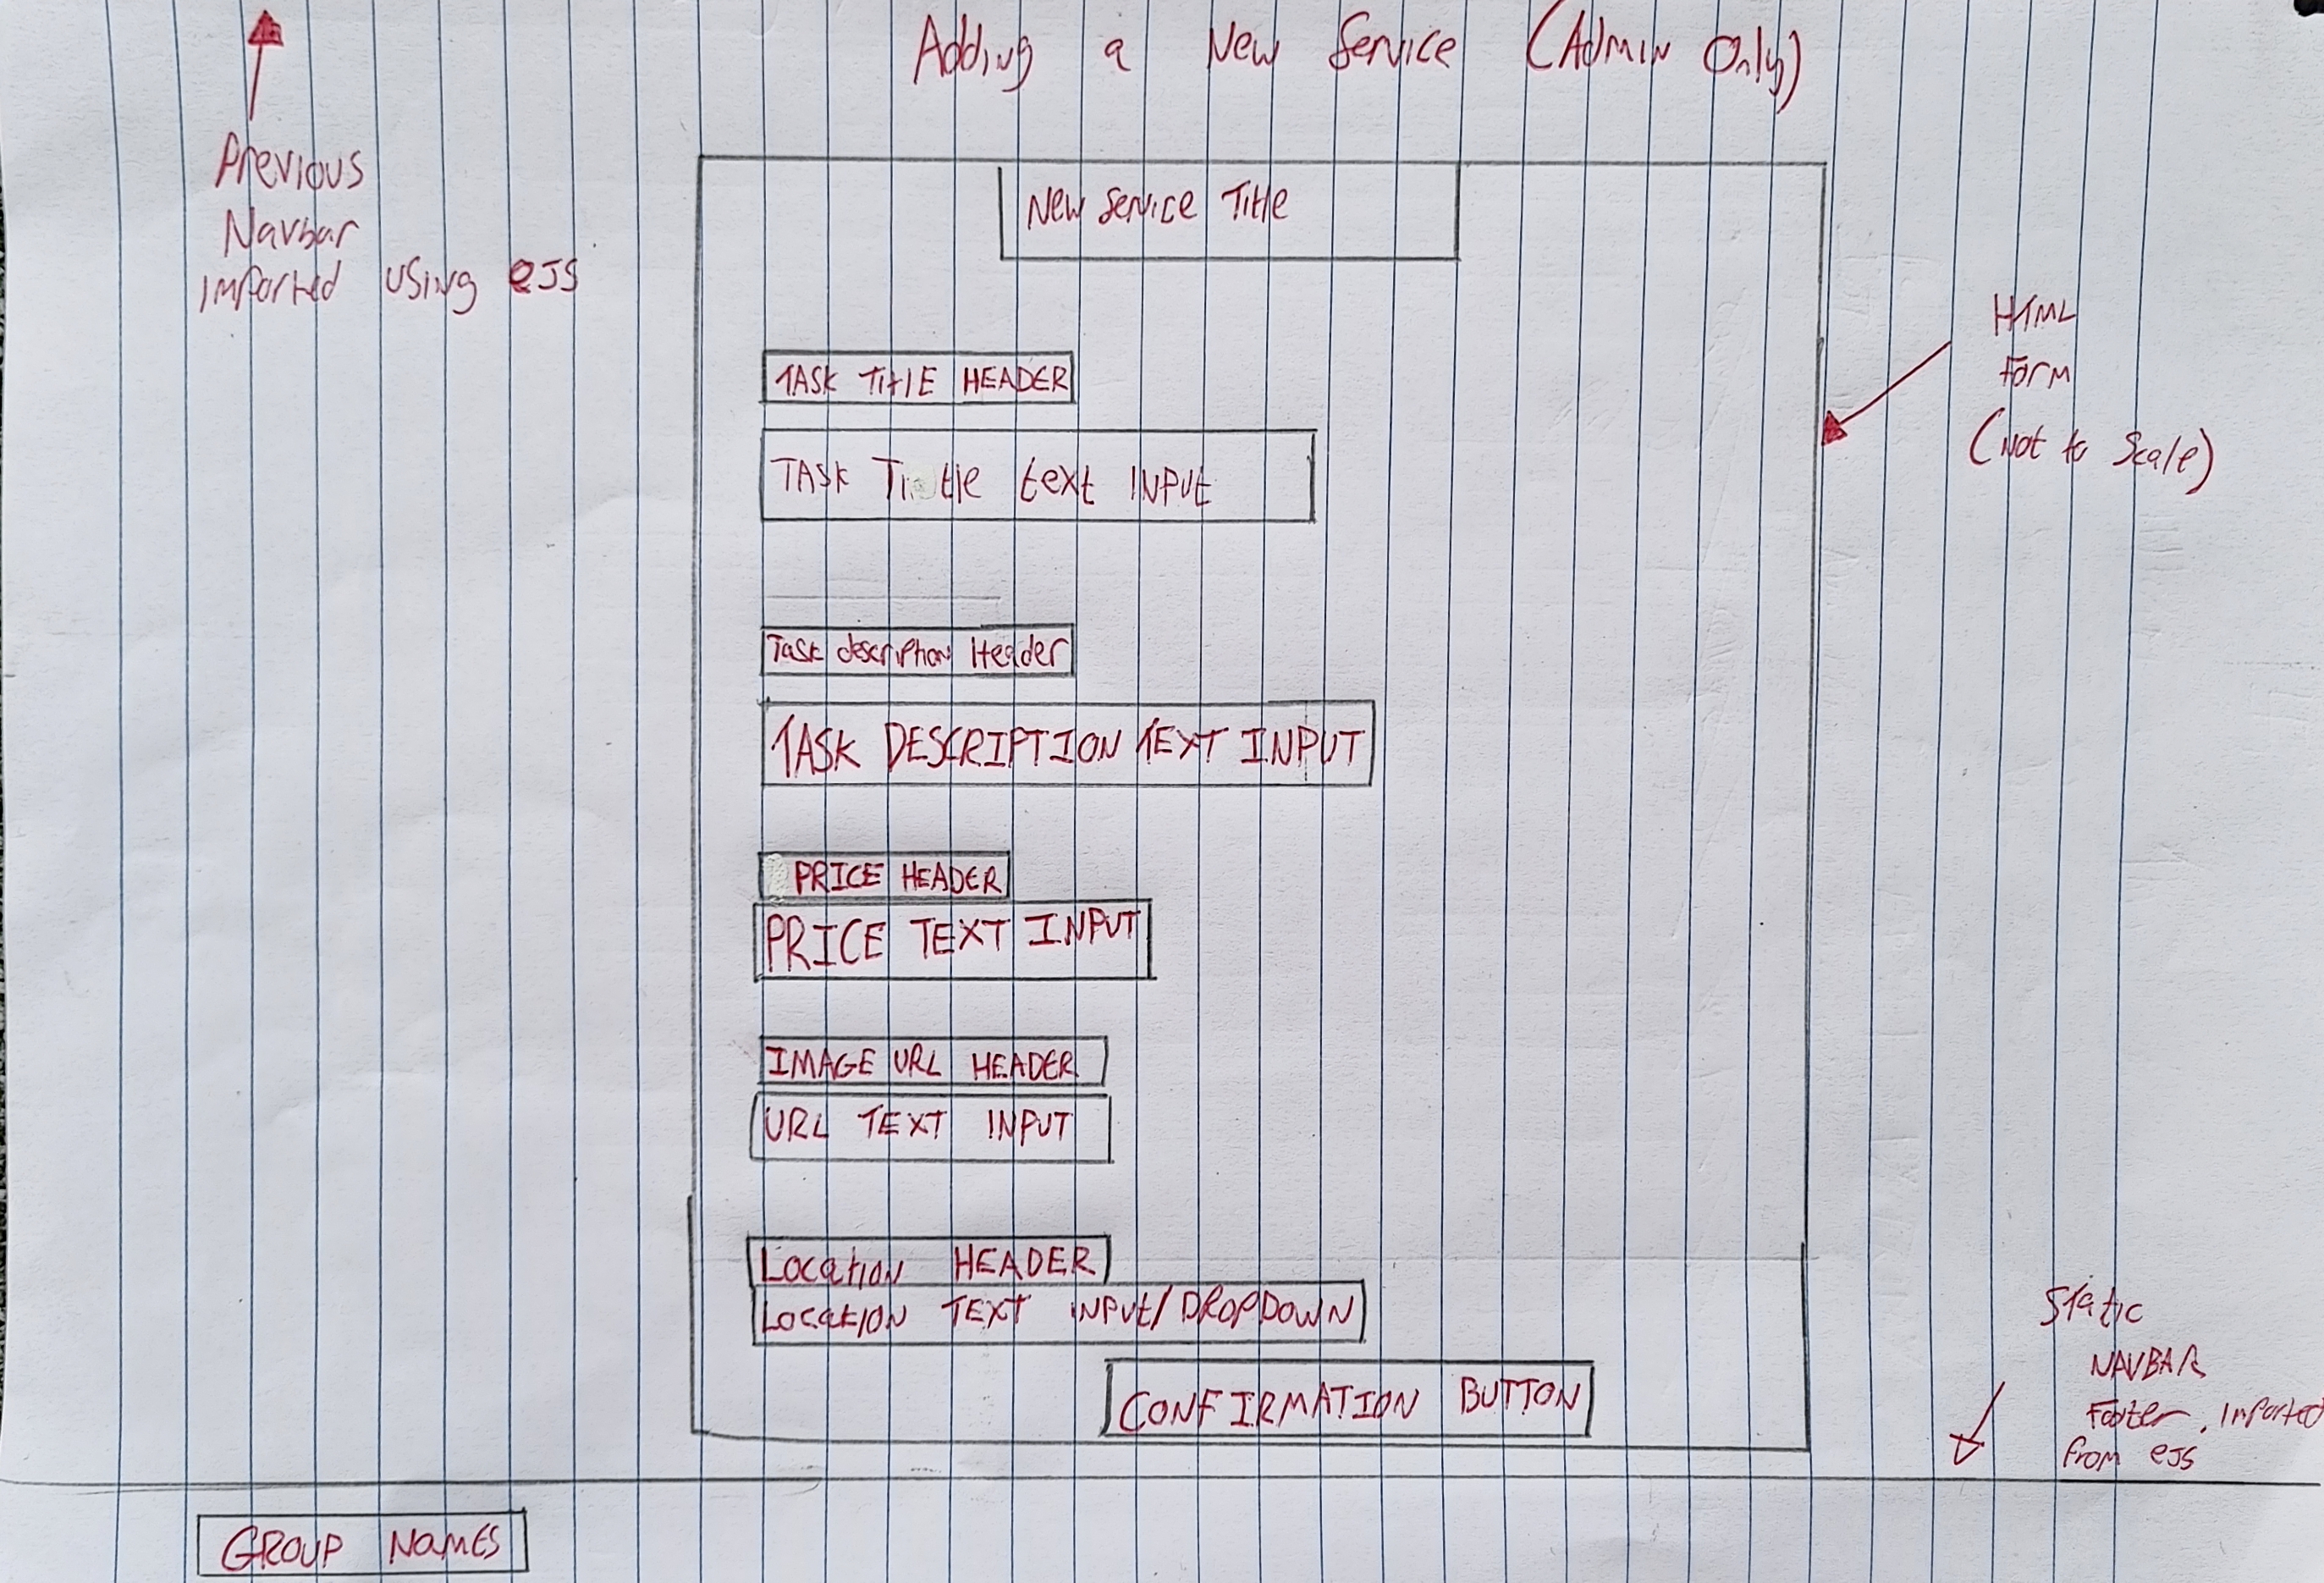 Adding a New Service (Admin Only)
Previous
Navbar
imported using eJS
New Service Title
HTML
Form
(Not to Scale)
TASK TITLE HEADER
TASK Title text INPUT
Task description Header
TASK DESCRIPTION TEXT INPUT
PRICE HEADER
PRICE TEXT INPUT
IMAGE URL HEADER
URL TEXT INPUT
Location HEADER
Location TEXT INPUT/DROPDOWN
CONFIRMATION BUTTON
Static
NAVBAR
Footer, Imported
from eJS
GROUP NAMES